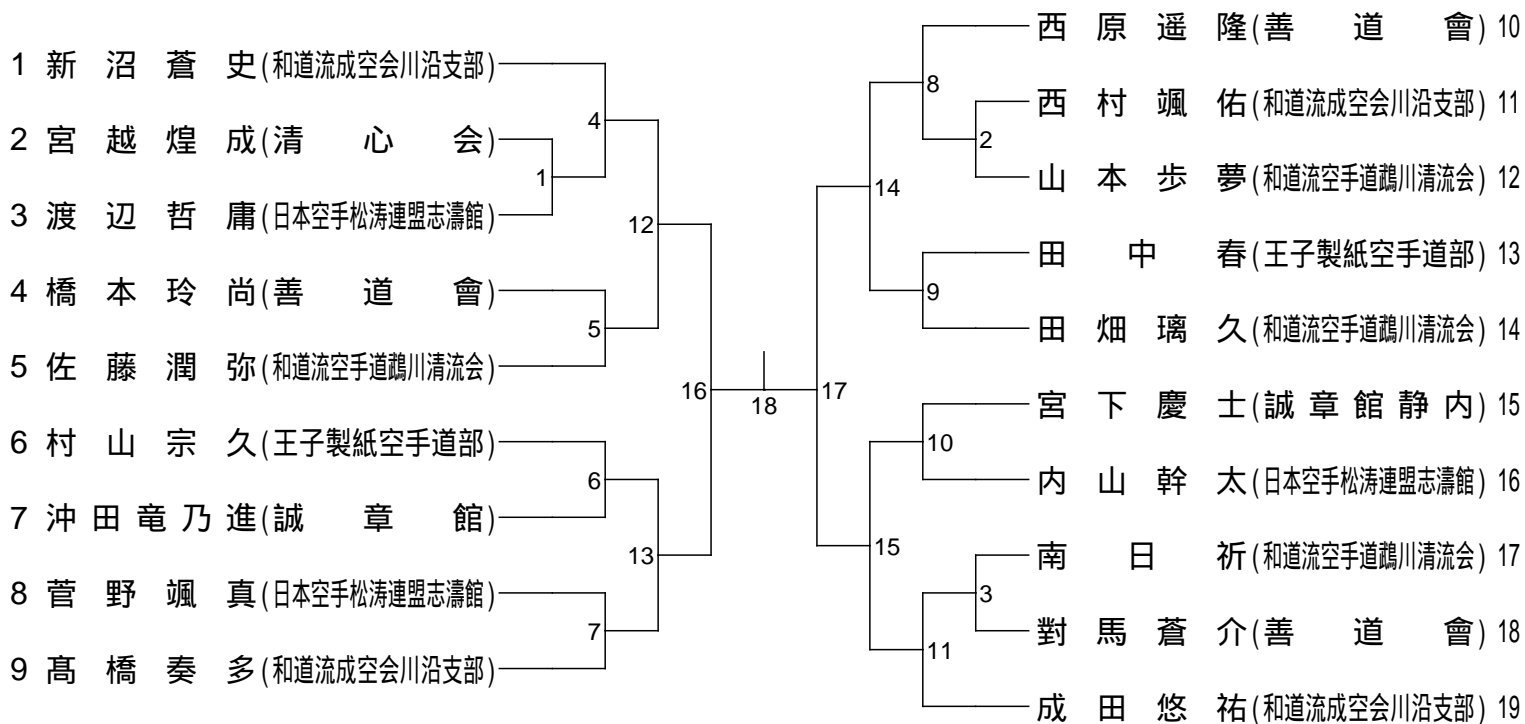 1 新沼蒼史(和道流成空会川沿支部)
2 宮越煌成(清心会)
3 渡辺哲庸(日本空手松涛連盟志濤館)
4 橋本玲尚(善道會)
5 佐藤潤弥(和道流空手道鵡川清流会)
6 村山宗久(王子製紙空手道部)
7 沖田竜乃進(誠章館)
8 菅野颯真(日本空手松涛連盟志濤館)
9 髙橋奏多(和道流成空会川沿支部)
1
4
5
12
6
7
13
16
18
17
14
8
2
9
15
10
11
3
西原遥隆(善道會) 10
西村颯佑(和道流成空会川沿支部) 11
山本歩夢(和道流空手道鵡川清流会) 12
田中春(王子製紙空手道部) 13
田畑璃久(和道流空手道鵡川清流会) 14
宮下慶士(誠章館静内) 15
内山幹太(日本空手松涛連盟志濤館) 16
南日祈(和道流空手道鵡川清流会) 17
對馬蒼介(善道會) 18
成田悠祐(和道流成空会川沿支部) 19